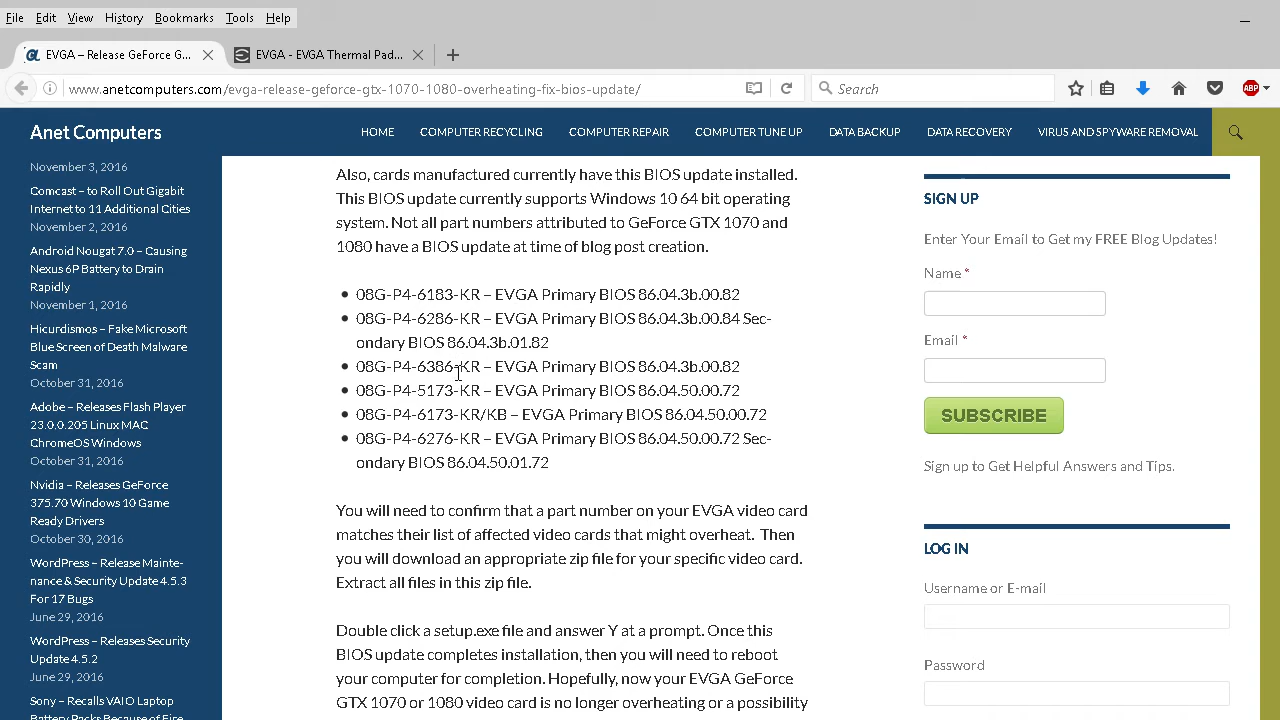 File Edit View History Bookmarks Tools Help
EVGA – Release GeForce G...
EVGA - EVGA Thermal Pad...
www.anetcomputers.com/evga-release-geforce-gtx-1070-1080-overheating-fix-bios-update/
Search
ABP
Anet Computers
HOME COMPUTER RECYCLING COMPUTER REPAIR COMPUTER TUNE UP DATA BACKUP DATA RECOVERY VIRUS AND SPYWARE REMOVAL
November 3, 2016
Comcast – to Roll Out Gigabit
Internet to 11 Additional Cities
November 2, 2016
Android Nougat 7.0 – Causing
Nexus 6P Battery to Drain
Rapidly
November 1, 2016
Hicurdismos – Fake Microsoft
Blue Screen of Death Malware
Scam
October 31, 2016
Adobe – Releases Flash Player
23.0.0.205 Linux MAC
ChromeOS Windows
October 31, 2016
Nvidia – Releases GeForce
375.70 Windows 10 Game
Ready Drivers
October 30, 2016
WordPress – Release Mainte-
nance & Security Update 4.5.3
For 17 Bugs
June 29, 2016
WordPress – Releases Security
Update 4.5.2
June 29, 2016
Sony – Recalls VAIO Laptop
Battery Packs Because of Fire
Also, cards manufactured currently have this BIOS update installed.
This BIOS update currently supports Windows 10 64 bit operating
system. Not all part numbers attributed to GeForce GTX 1070 and
1080 have a BIOS update at time of blog post creation.
08G-P4-6183-KR – EVGA Primary BIOS 86.04.3b.00.82
08G-P4-6286-KR – EVGA Primary BIOS 86.04.3b.00.84 Sec-
ondary BIOS 86.04.3b.01.82
08G-P4-6386-KR – EVGA Primary BIOS 86.04.3b.00.82
08G-P4-5173-KR – EVGA Primary BIOS 86.04.50.00.72
08G-P4-6173-KR/KB – EVGA Primary BIOS 86.04.50.00.72
08G-P4-6276-KR – EVGA Primary BIOS 86.04.50.00.72 Sec-
ondary BIOS 86.04.50.01.72
You will need to confirm that a part number on your EVGA video card
matches their list of affected video cards that might overheat. Then
you will download an appropriate zip file for your specific video card.
Extract all files in this zip file.
Double click a setup.exe file and answer Y at a prompt. Once this
BIOS update completes installation, then you will need to reboot
your computer for completion. Hopefully, now your EVGA GeForce
GTX 1070 or 1080 video card is no longer overheating or a possibility
SIGN UP
Enter Your Email to Get my FREE Blog Updates!
Name *
Email *
SUBSCRIBE
Sign up to Get Helpful Answers and Tips.
LOG IN
Username or E-mail
Password